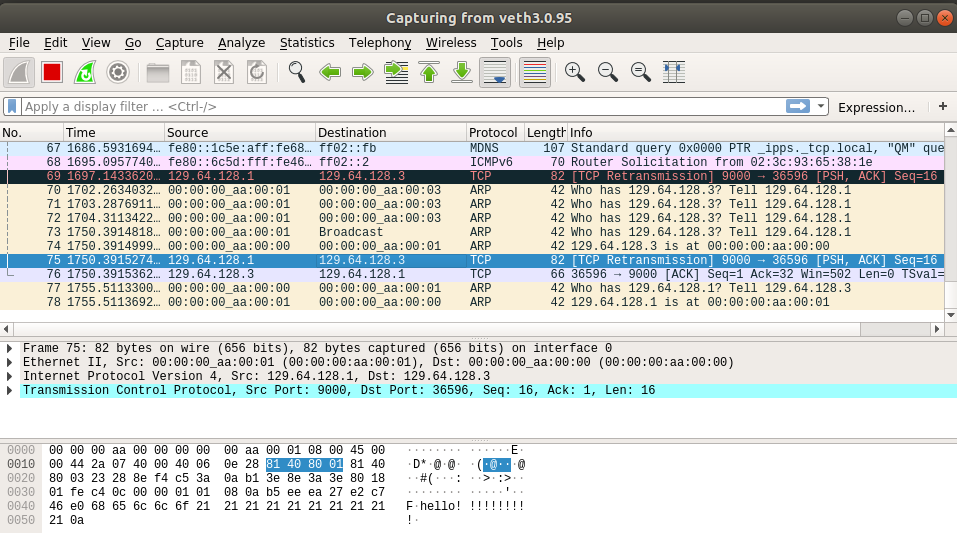 Capturing from veth3.0.95
File Edit View Go Capture Analyze Statistics Telephony Wireless Tools Help
Apply a display filter … <Ctrl-/> Expression… +
No. Time Source Destination Protocol Length Info
67 1686.5931694… fe80::1c5e:aff:fe68… ff02::fb MDNS 107 Standard query 0x0000 PTR _ipps._tcp.local, "QM" que
68 1695.0957740… fe80::6c5d:fff:fe46… ff02::2 ICMPv6 70 Router Solicitation from 02:3c:93:65:38:1e
69 1697.1433620… 129.64.128.1 129.64.128.3 TCP 82 [TCP Retransmission] 9000 → 36596 [PSH, ACK] Seq=16
70 1702.2634032… 00:00:00_aa:00:01 00:00:00_aa:00:03 ARP 42 Who has 129.64.128.3? Tell 129.64.128.1
71 1703.2876911… 00:00:00_aa:00:01 00:00:00_aa:00:03 ARP 42 Who has 129.64.128.3? Tell 129.64.128.1
72 1704.3113422… 00:00:00_aa:00:01 00:00:00_aa:00:03 ARP 42 Who has 129.64.128.3? Tell 129.64.128.1
73 1750.3914818… 00:00:00_aa:00:01 Broadcast ARP 42 Who has 129.64.128.3? Tell 129.64.128.1
74 1750.3914999… 00:00:00_aa:00:00 00:00:00_aa:00:01 ARP 42 129.64.128.3 is at 00:00:00:aa:00:00
75 1750.3915274… 129.64.128.1 129.64.128.3 TCP 82 [TCP Retransmission] 9000 → 36596 [PSH, ACK] Seq=16
76 1750.3915362… 129.64.128.3 129.64.128.1 TCP 66 36596 → 9000 [ACK] Seq=1 Ack=32 Win=502 Len=0 TSval=
77 1755.5113300… 00:00:00_aa:00:00 00:00:00_aa:00:01 ARP 42 Who has 129.64.128.1? Tell 129.64.128.3
78 1755.5113692… 00:00:00_aa:00:01 00:00:00_aa:00:00 ARP 42 129.64.128.1 is at 00:00:00:aa:00:01
Frame 75: 82 bytes on wire (656 bits), 82 bytes captured (656 bits) on interface 0
Ethernet II, Src: 00:00:00_aa:00:01 (00:00:00:aa:00:01), Dst: 00:00:00_aa:00:00 (00:00:00:aa:00:00)
Internet Protocol Version 4, Src: 129.64.128.1, Dst: 129.64.128.3
Transmission Control Protocol, Src Port: 9000, Dst Port: 36596, Seq: 16, Ack: 1, Len: 16
0000 00 00 00 aa 00 00 00 00 00 aa 00 01 08 00 45 00 ········ ······E·
0010 00 44 2a 07 40 00 40 06 0e 28 81 40 80 01 81 40 ·D*·@·@· ·(·@···@
0020 80 03 23 28 8e f4 c5 3a 0a b1 3e 8e 3a 3e 80 18 ··#(···: ··>·:>··
0030 01 fe c4 0c 00 00 01 01 08 0a b5 ee ea 27 e2 c7 ········ ·····'··
0040 46 e0 68 65 6c 6c 6f 21 21 21 21 21 21 21 21 21 F·hello! !!!!!!!!
0050 21 0a !·